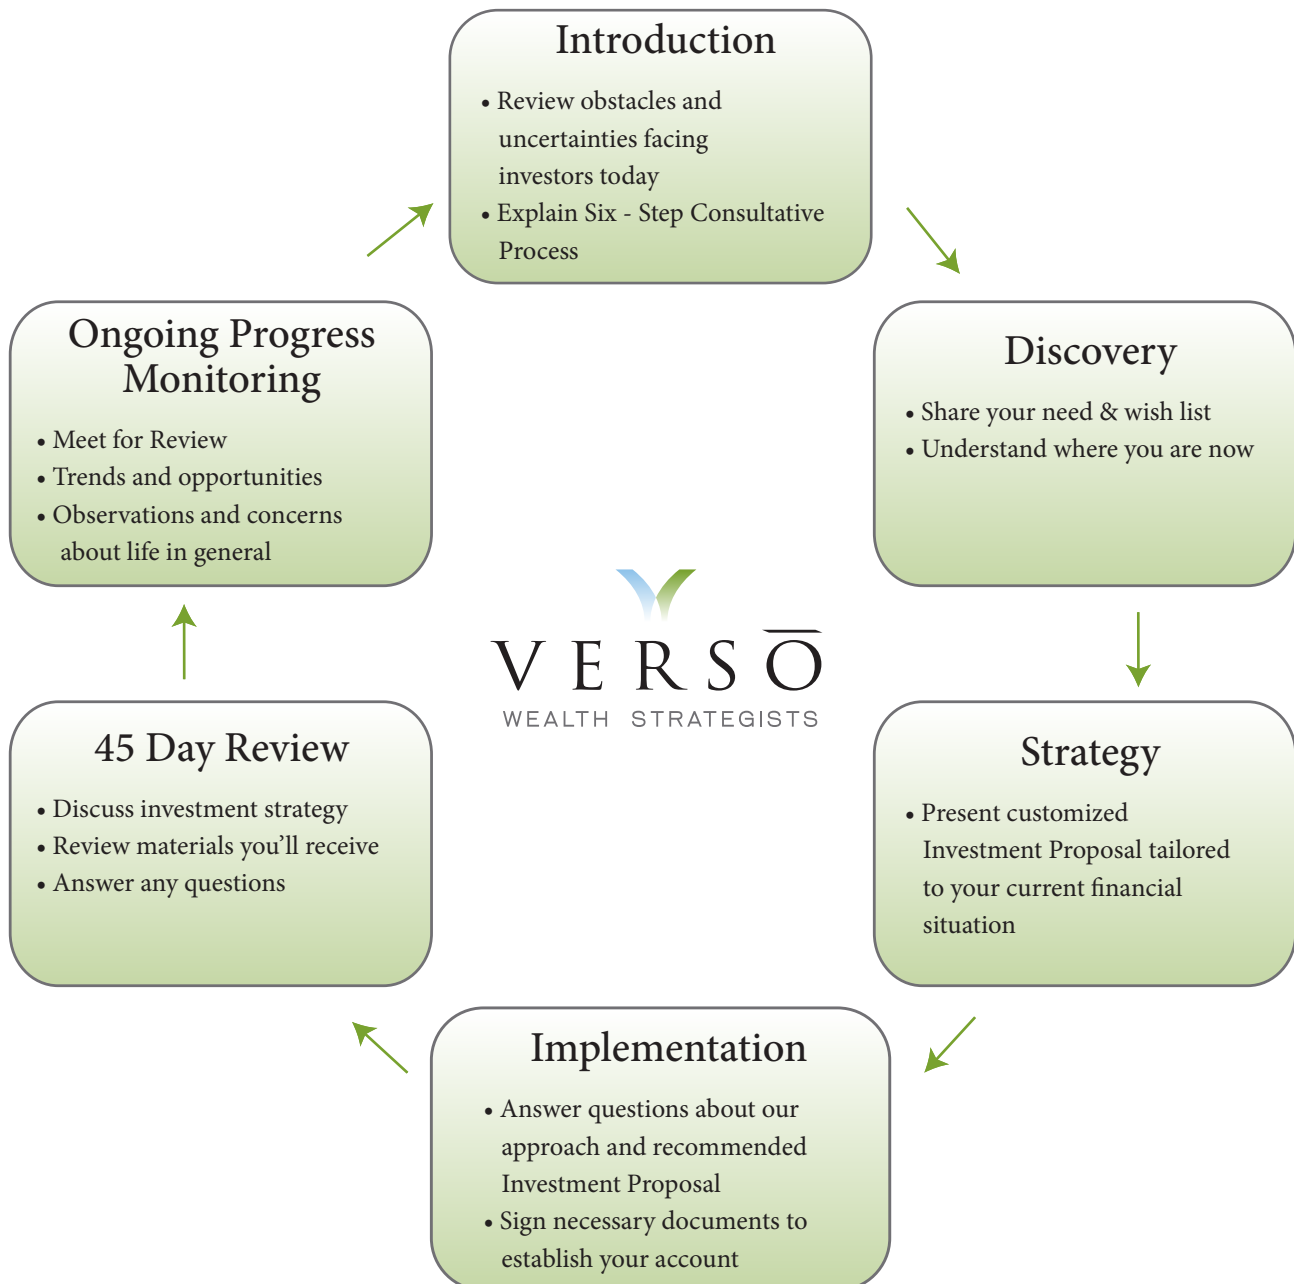 Introduction
• Review obstacles and
uncertainties facing
investors today
• Explain Six - Step Consultative
Process
Discovery
• Share your need & wish list
• Understand where you are now
Strategy
• Present customized
Investment Proposal tailored
to your current financial
situation
Implementation
• Answer questions about our
approach and recommended
Investment Proposal
• Sign necessary documents to
establish your account
45 Day Review
• Discuss investment strategy
• Review materials you’ll receive
• Answer any questions
Ongoing Progress
Monitoring
• Meet for Review
• Trends and opportunities
• Observations and concerns
about life in general
VERSŌ
WEALTH STRATEGISTS